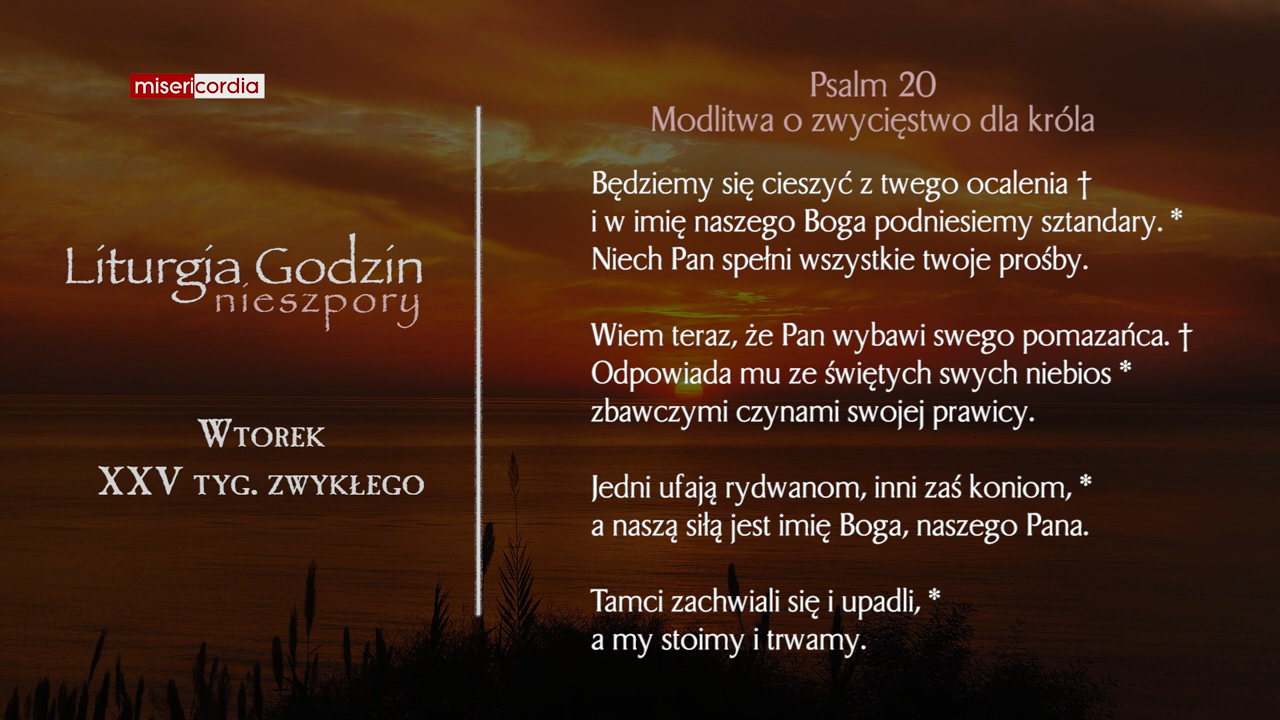 misericordia
Liturgia Godzin
nieszpory
Wtorek
XXV tyg. zwykłego
Psalm 20
Modlitwa o zwycięstwo dla króla
Będziemy się cieszyć z twego ocalenia †
i w imię naszego Boga podniesiemy sztandary. *
Niech Pan spełni wszystkie twoje prośby.
Wiem teraz, że Pan wybawi swego pomazańca. †
Odpowiada mu ze świętych swych niebios *
zbawczymi czynami swojej prawicy.
Jedni ufają rydwanom, inni zaś koniom, *
a naszą siłą jest imię Boga, naszego Pana.
Tamci zachwiali się i upadli, *
a my stoimy i trwamy.